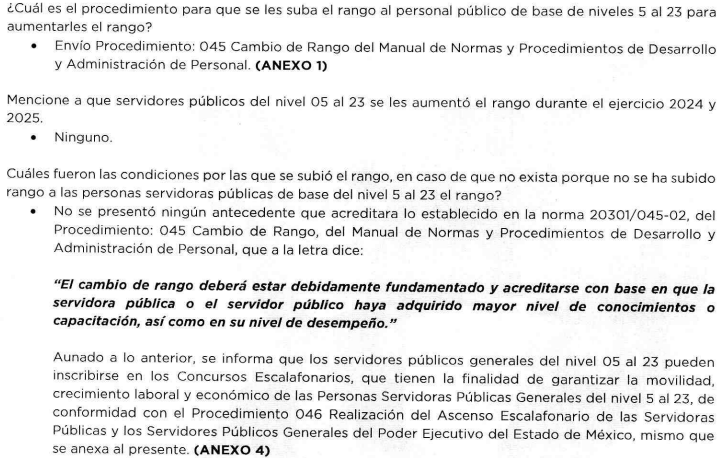 ¿Cuál es el procedimiento para que se les suba el rango al personal público de base de niveles 5 al 23 para
aumentarles el rango?
• Envío Procedimiento: 045 Cambio de Rango del Manual de Normas y Procedimientos de Desarrollo
y Administración de Personal. (ANEXO 1)
Mencione a que servidores públicos del nivel 05 al 23 se les aumentó el rango durante el ejercicio 2024 y
2025.
• Ninguno.
Cuáles fueron las condiciones por las que se subió el rango, en caso de que no exista porque no se ha subido
rango a las personas servidoras públicas de base del nivel 5 al 23 el rango?
• No se presentó ningún antecedente que acreditara lo establecido en la norma 20301/045-02, del
Procedimiento: 045 Cambio de Rango, del Manual de Normas y Procedimientos de Desarrollo y
Administración de Personal, que a la letra dice:
“El cambio de rango deberá estar debidamente fundamentado y acreditarse con base en que la
servidora pública o el servidor público haya adquirido mayor nivel de conocimientos o
capacitación, así como en su nivel de desempeño.”
Aunado a lo anterior, se informa que los servidores públicos generales del nivel 05 al 23 pueden
inscribirse en los Concursos Escalafonarios, que tienen la finalidad de garantizar la movilidad,
crecimiento laboral y económico de las Personas Servidoras Públicas Generales del nivel 5 al 23, de
conformidad con el Procedimiento 046 Realización del Ascenso Escalafonario de las Servidoras
Públicas y los Servidores Públicos Generales del Poder Ejecutivo del Estado de México, mismo que
se anexa al presente. (ANEXO 4)